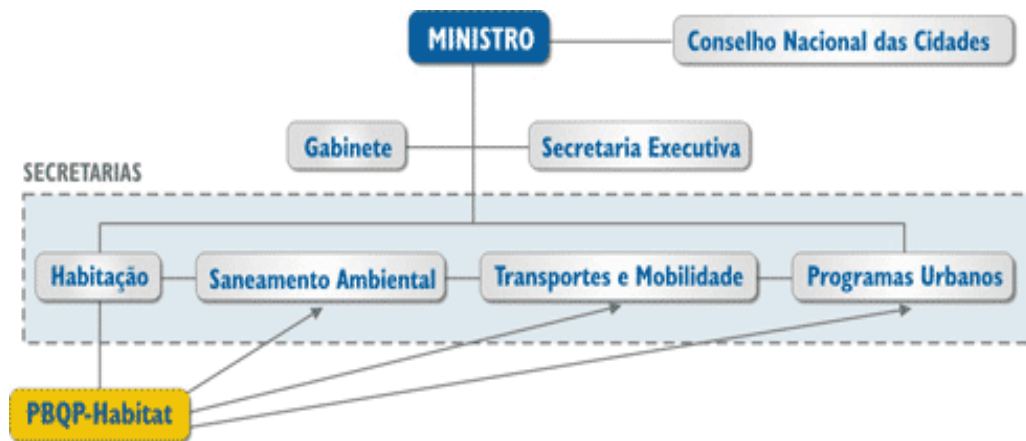 MINISTRO
Conselho Nacional das Cidades
Gabinete
Secretaria Executiva
SECRETARIAS
Habitação
Saneamento Ambiental
Transportes e Mobilidade
Programas Urbanos
PBQP-Habitat